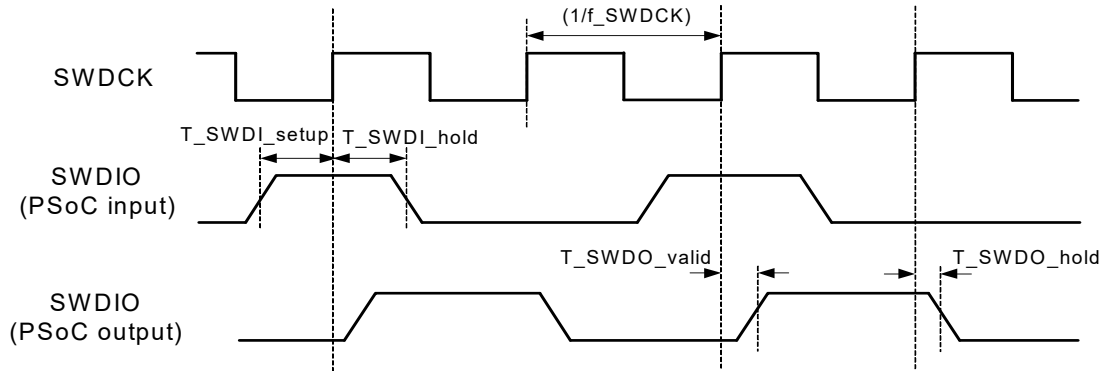 (1/f_SWDCK)
SWDCK
T_SWDI_setup T_SWDI_hold
SWDIO
(PSoC input)
T_SWDO_valid T_SWDO_hold
SWDIO
(PSoC output)